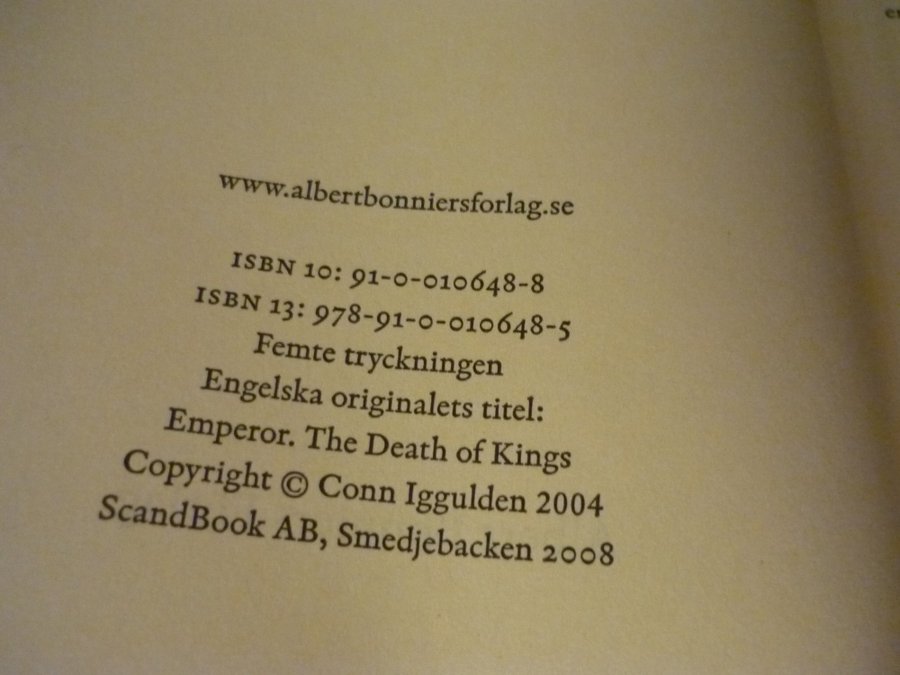 www.albertbonniersforlag.se
ISBN 10: 91-0-010648-8
ISBN 13: 978-91-0-010648-5
Femte tryckningen
Engelska originalets titel:
Emperor. The Death of Kings
Copyright © Conn Iggulden 2004
ScandBook AB, Smedjebacken 2008